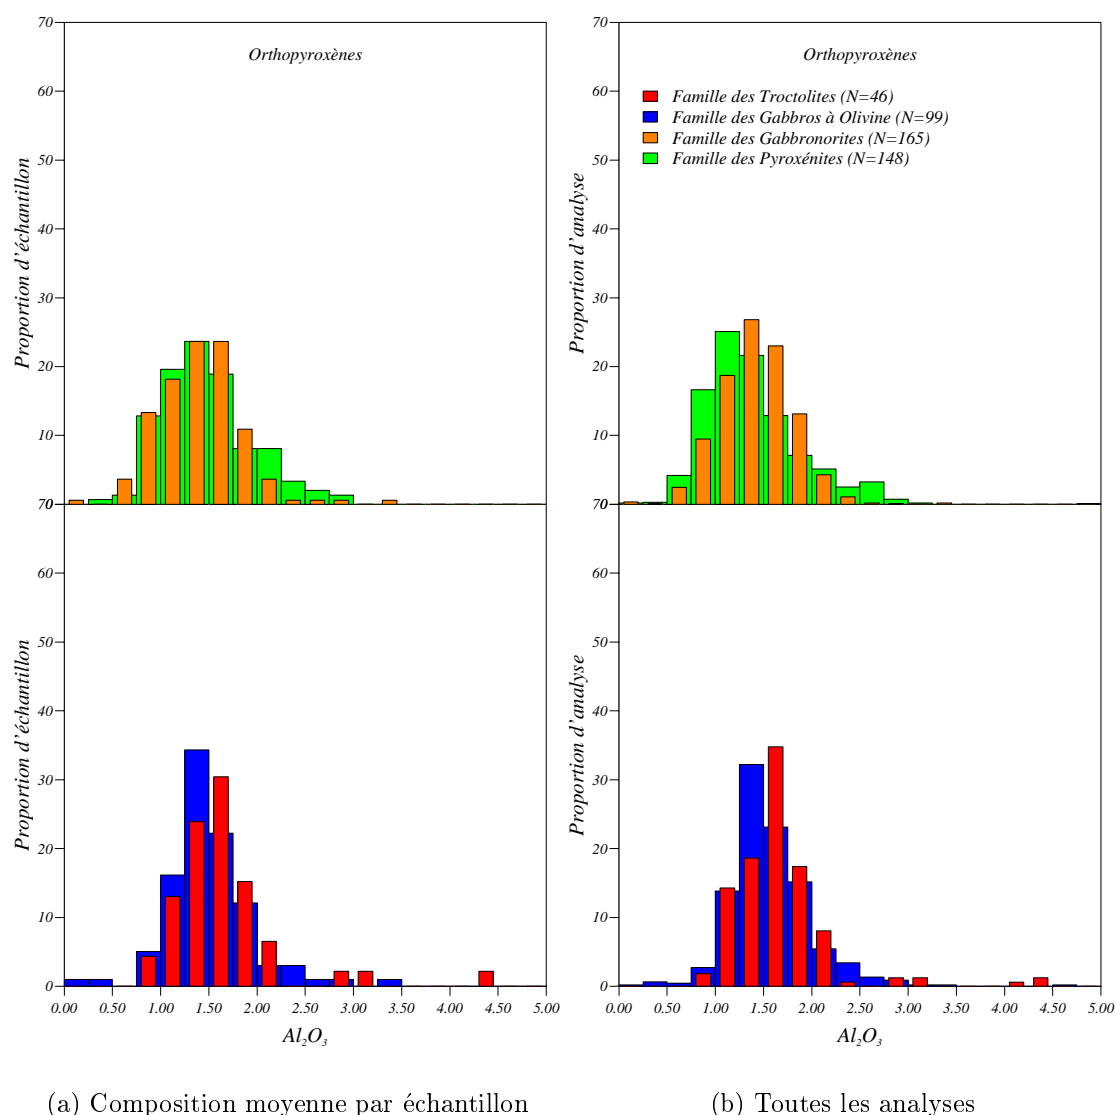 Orthopyroxènes
Proportion d'échantillon
70
60
50
40
30
20
10
0
Orthopyroxènes
Famille des Troctolites (N=46)
Famille des Gabbros à Olivine (N=99)
Famille des Gabbronorites (N=165)
Famille des Pyroxénites (N=148)
Proportion d'analyse
70
60
50
40
30
20
10
0
Proportion d'échantillon
70
60
50
40
30
20
10
0
0.00 0.50 1.00 1.50 2.00 2.50 3.00 3.50 4.00 4.50 5.00
Al₂O₃
Proportion d'analyse
70
60
50
40
30
20
10
0
0.00 0.50 1.00 1.50 2.00 2.50 3.00 3.50 4.00 4.50 5.00
Al₂O₃
(a) Composition moyenne par échantillon
(b) Toutes les analyses